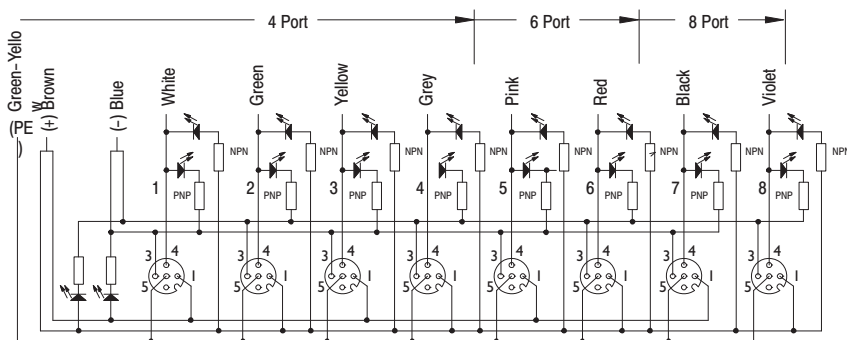 4 Port
6 Port
8 Port
Green-Yello
w
(PE
)
(+) Brown
(-) Blue
White
Green
Yellow
Grey
Pink
Red
Black
Violet
NPN
NPN
NPN
NPN
NPN
NPN
NPN
NPN
1
2
3
4
5
6
7
8
PNP
PNP
PNP
PNP
PNP
PNP
PNP
PNP
3 4
5 I
3 4
5 I
3 4
5 I
3 4
5 I
3 4
5 I
3 4
5 I
3 4
5 I
3 4
5 I